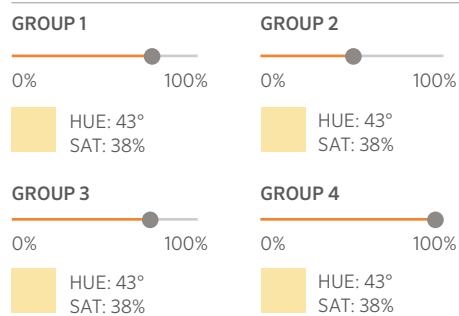 GROUP 1
0% 100%
HUE: 43°
SAT: 38%
GROUP 2
0% 100%
HUE: 43°
SAT: 38%
GROUP 3
0% 100%
HUE: 43°
SAT: 38%
GROUP 4
0% 100%
HUE: 43°
SAT: 38%